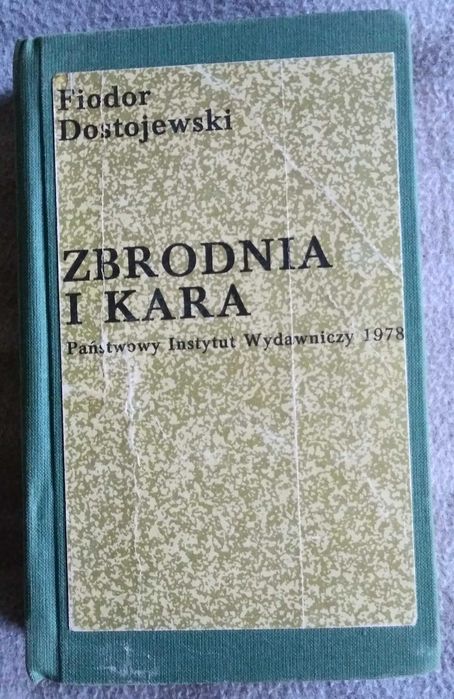 Fiodor
Dostojewski
ZBRODNIA
I KARA
Państwowy Instytut Wydawniczy 1978